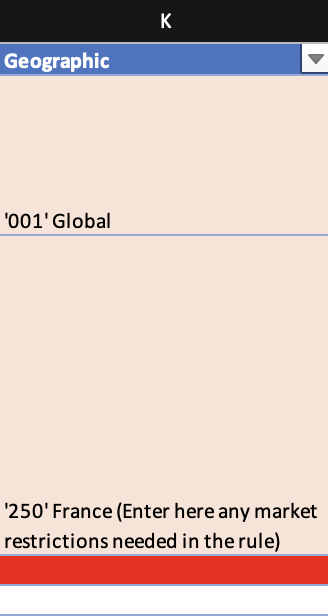 K
Geographic
'001' Global
'250' France (Enter here any market
restrictions needed in the rule)